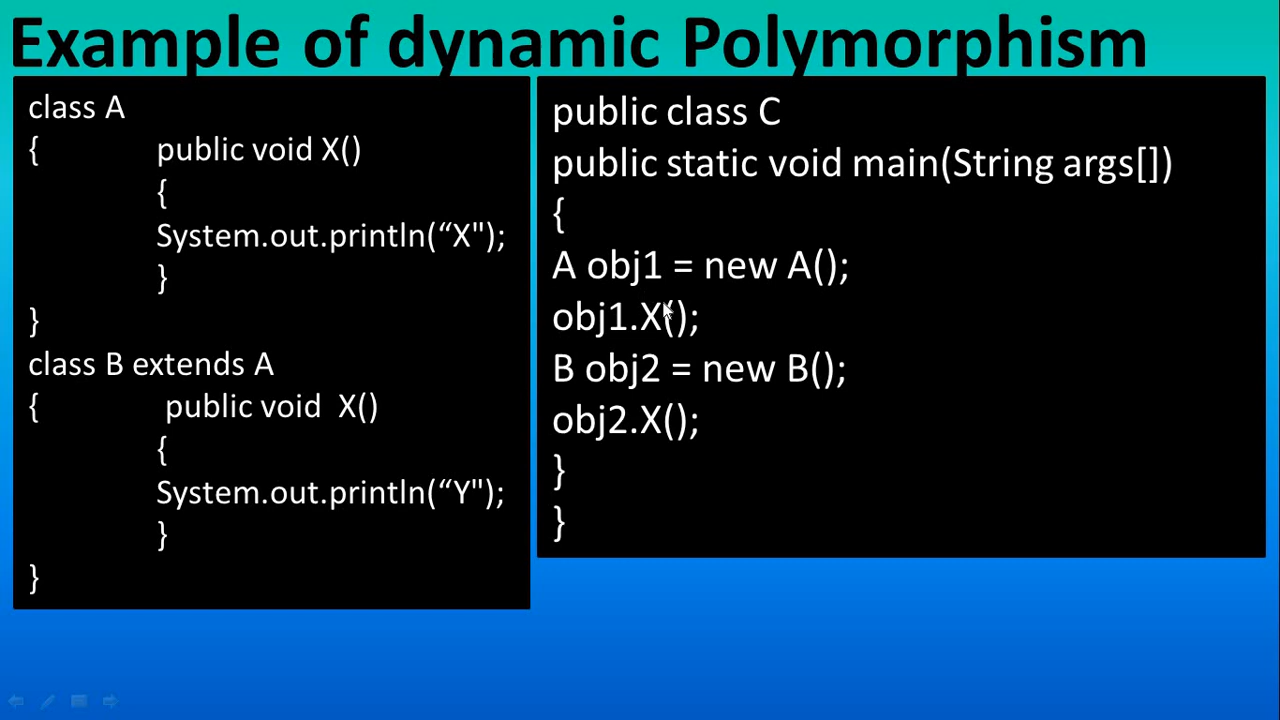 Example of dynamic Polymorphism
class A
{ public void X()
{
System.out.println(“X");
}
}
class B extends A
{ public void X()
{
System.out.println(“Y");
}
}
public class C
public static void main(String args[])
{
A obj1 = new A();
obj1.X();
B obj2 = new B();
obj2.X();
}
}